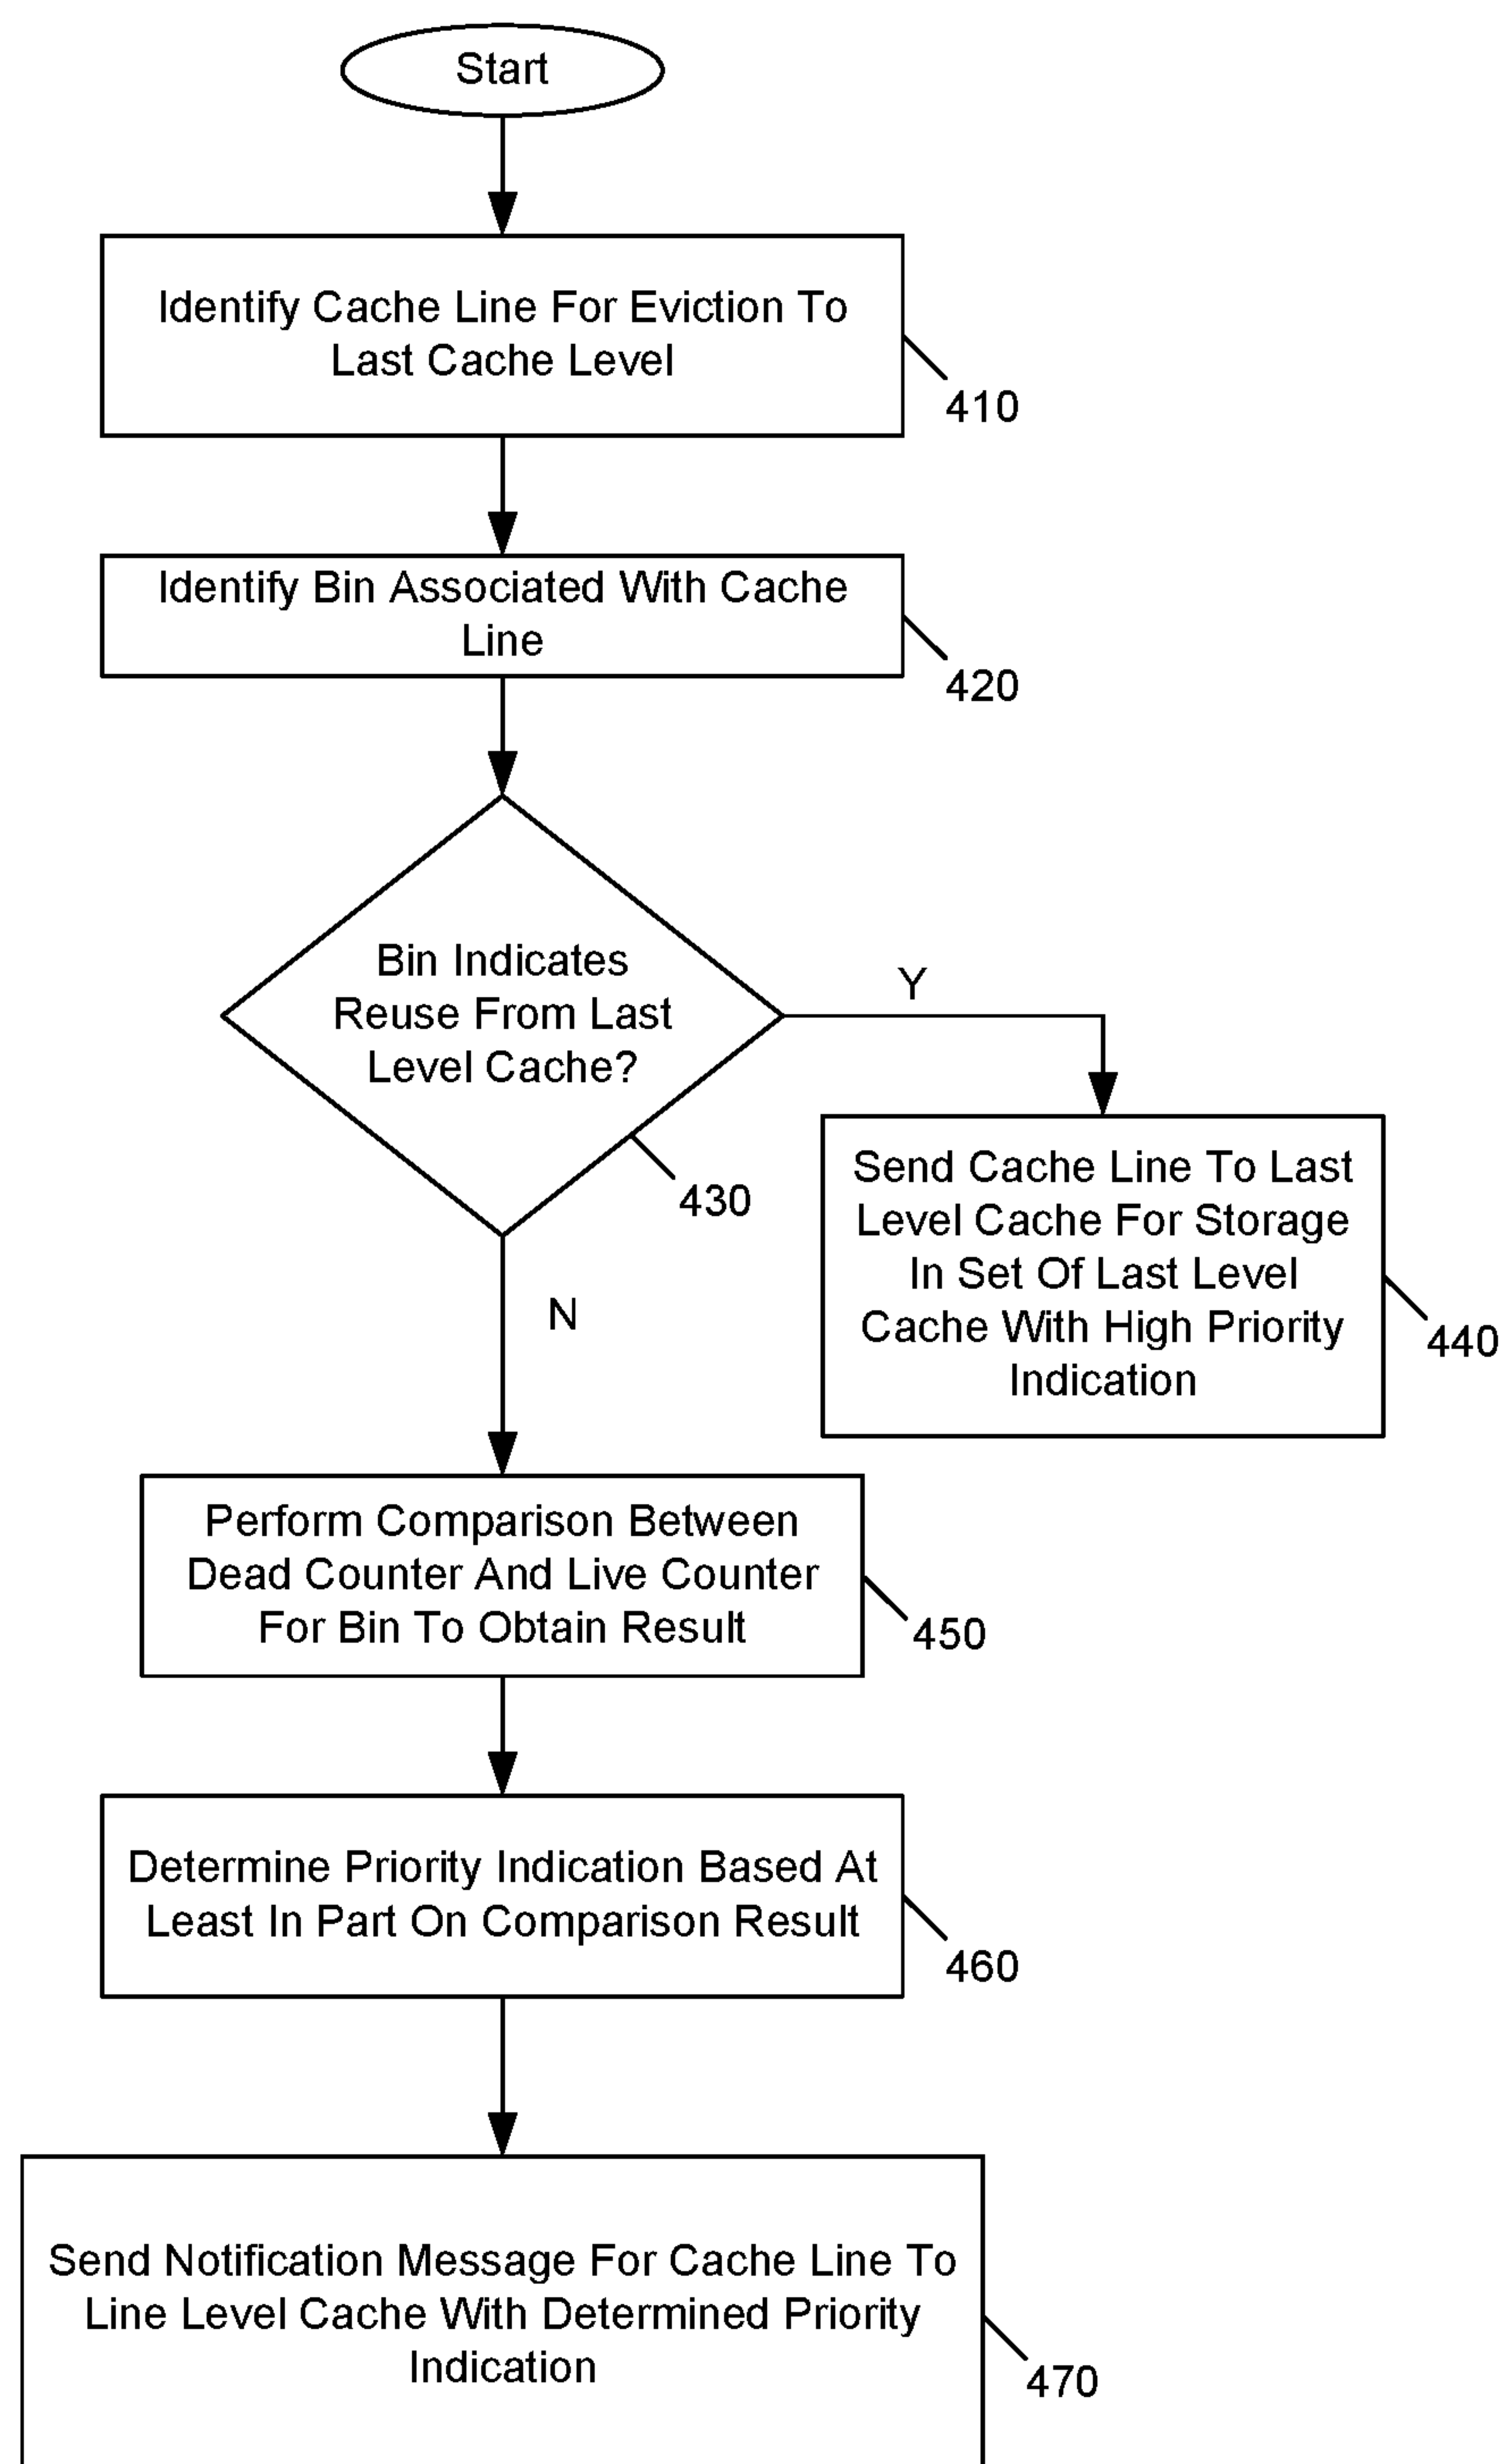 Start
Identify Cache Line For Eviction To
Last Cache Level
410
Identify Bin Associated With Cache
Line
420
Bin Indicates
Reuse From Last
Level Cache?
430
Y
Send Cache Line To Last
Level Cache For Storage
In Set Of Last Level
Cache With High Priority
Indication
440
N
Perform Comparison Between
Dead Counter And Live Counter
For Bin To Obtain Result
450
Determine Priority Indication Based At
Least In Part On Comparison Result
460
Send Notification Message For Cache Line To
Line Level Cache With Determined Priority
Indication
470